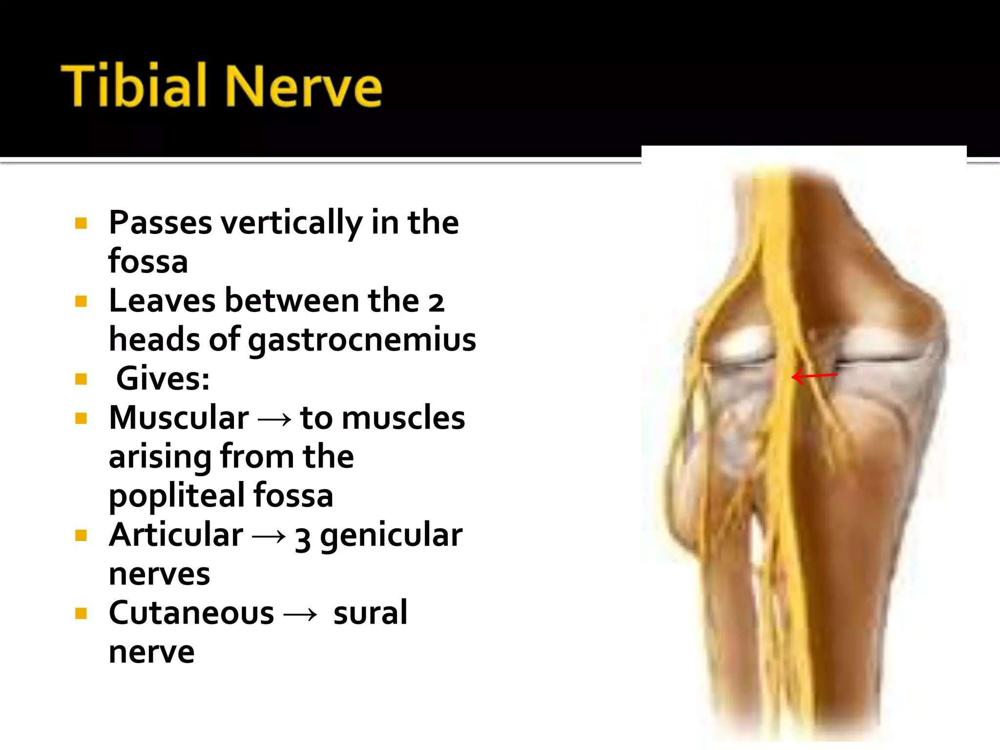 Tibial Nerve
▪ Passes vertically in the
fossa
▪ Leaves between the 2
heads of gastrocnemius
▪ Gives:
▪ Muscular → to muscles
arising from the
popliteal fossa
▪ Articular → 3 genicular
nerves
▪ Cutaneous → sural
nerve